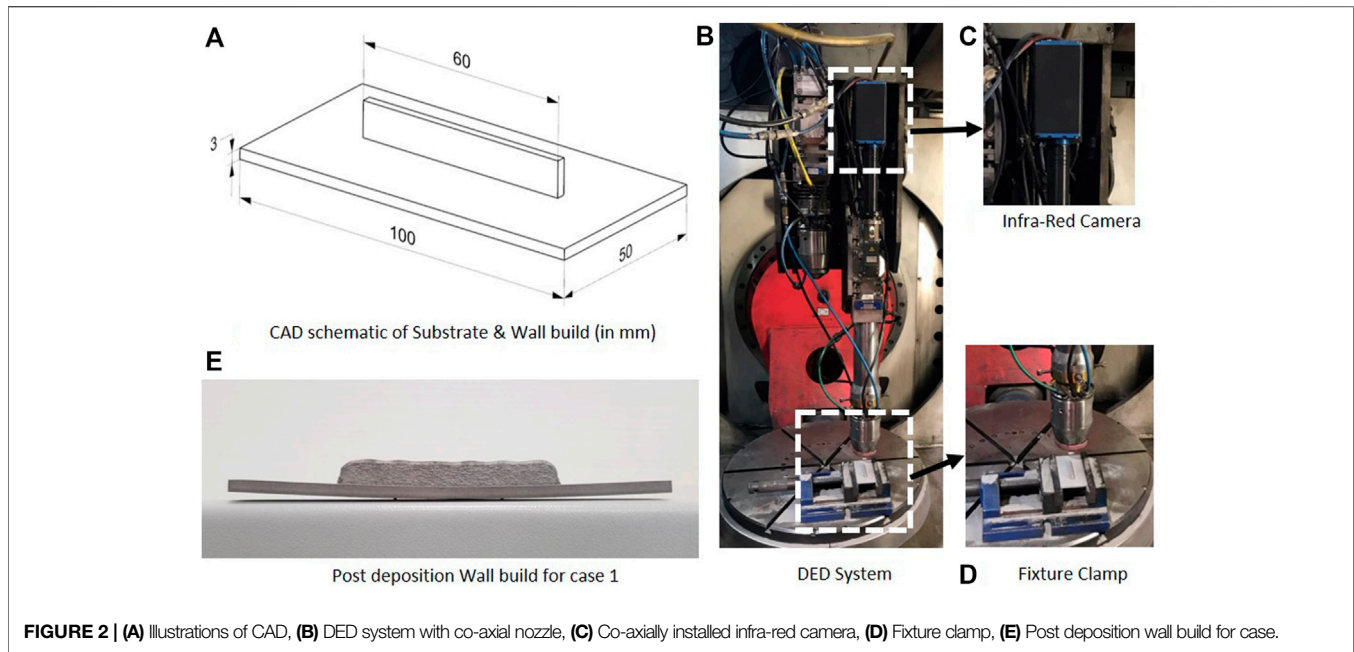 A
60
3
100
50
CAD schematic of Substrate & Wall build (in mm)
B
DED System
C
Infra-Red Camera
D
Fixture Clamp
E
Post deposition Wall build for case 1
FIGURE 2 | (A) Illustrations of CAD, (B) DED system with co-axial nozzle, (C) Co-axially installed infra-red camera, (D) Fixture clamp, (E) Post deposition wall build for case.